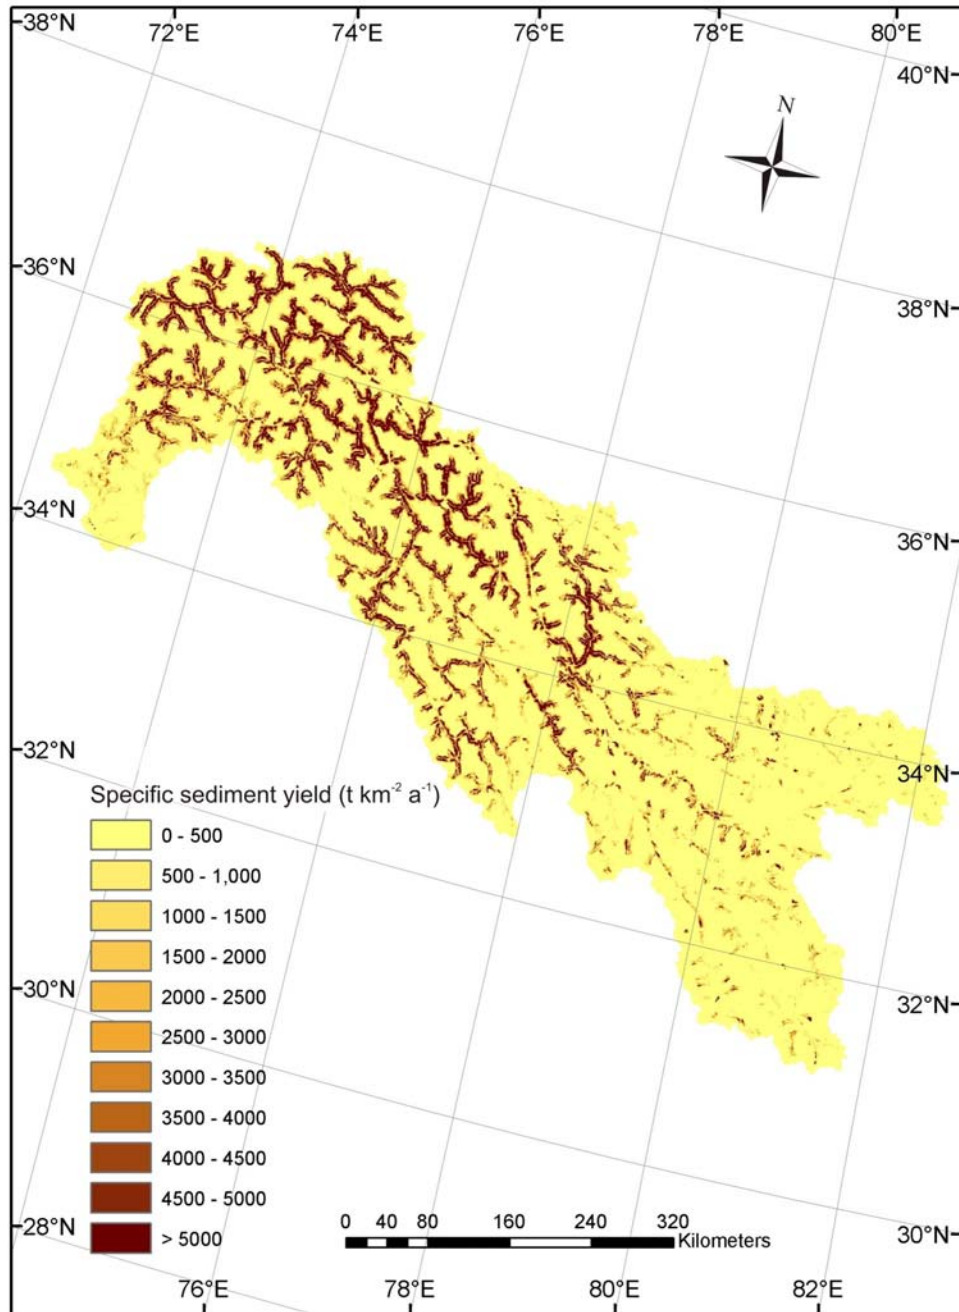 38°N
72°E 74°E 76°E 78°E 80°E
40°N
N
36°N
38°N
34°N
36°N
32°N
34°N
Specific sediment yield (t km⁻² a⁻¹)
0 - 500
500 - 1,000
1000 - 1500
1500 - 2000
2000 - 2500
30°N
32°N
2500 - 3000
3000 - 3500
3500 - 4000
4000 - 4500
4500 - 5000
> 5000
0 40 80 160 240 320
Kilometers
28°N
30°N
76°E 78°E 80°E 82°E